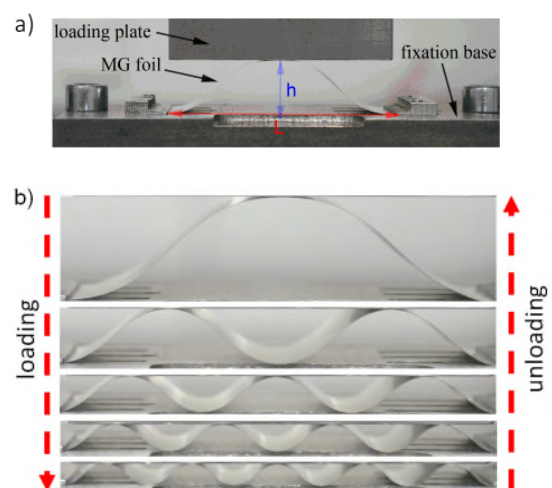 a)
loading plate
MG foil
fixation base
h
L
b)
loading
unloading